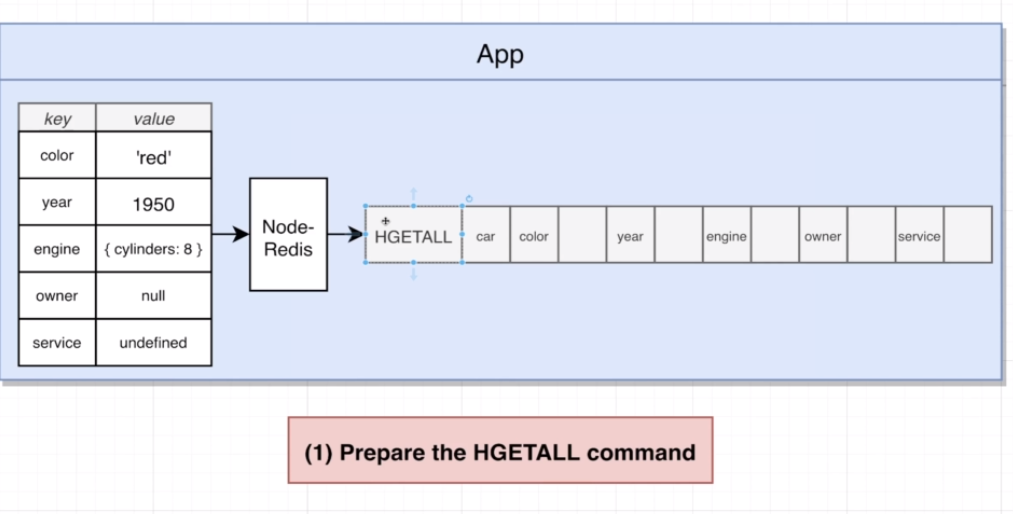 App
key value
color 'red'
year 1950
engine { cylinders: 8 }
owner null
service undefined
Node-
Redis
HGETALL car color year engine owner service
(1) Prepare the HGETALL command